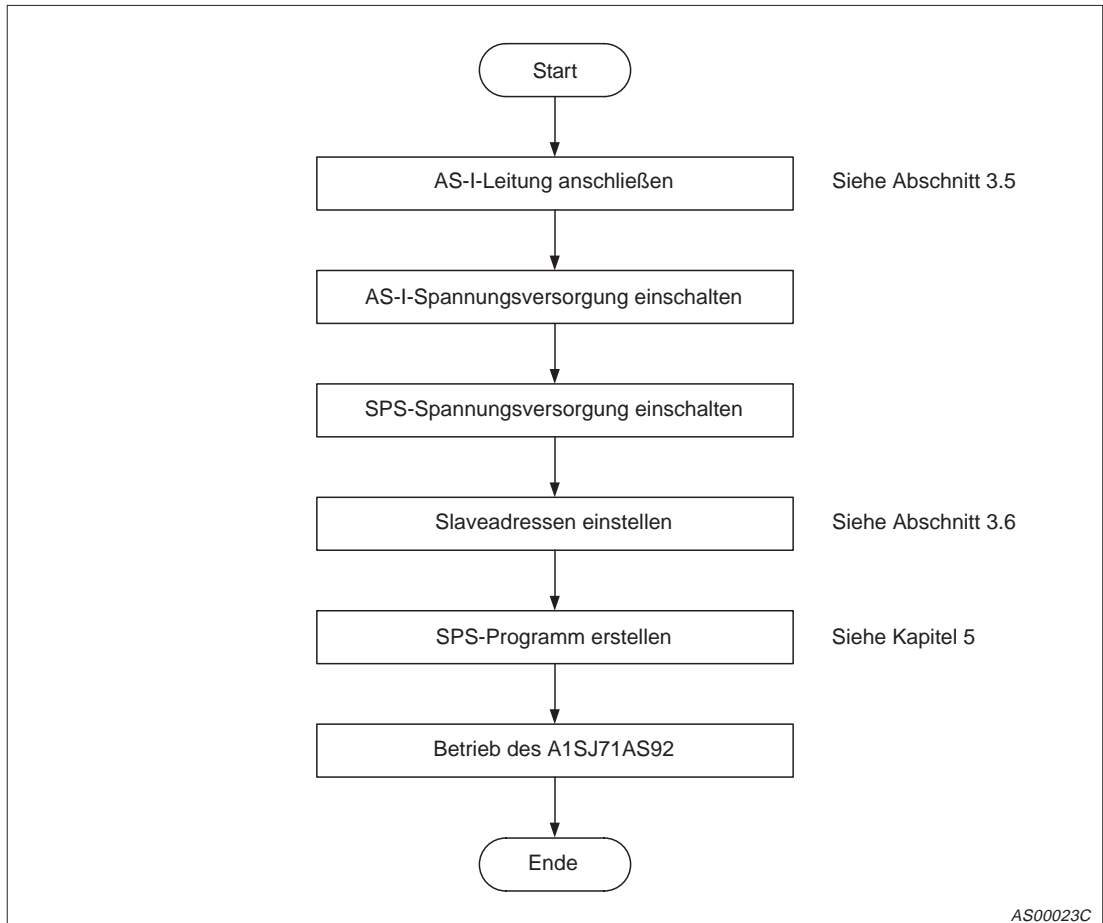 Start
AS-I-Leitung anschließen Siehe Abschnitt 3.5
AS-I-Spannungsversorgung einschalten
SPS-Spannungsversorgung einschalten
Slaveadressen einstellen Siehe Abschnitt 3.6
SPS-Programm erstellen Siehe Kapitel 5
Betrieb des A1SJ71AS92
Ende
AS00023C